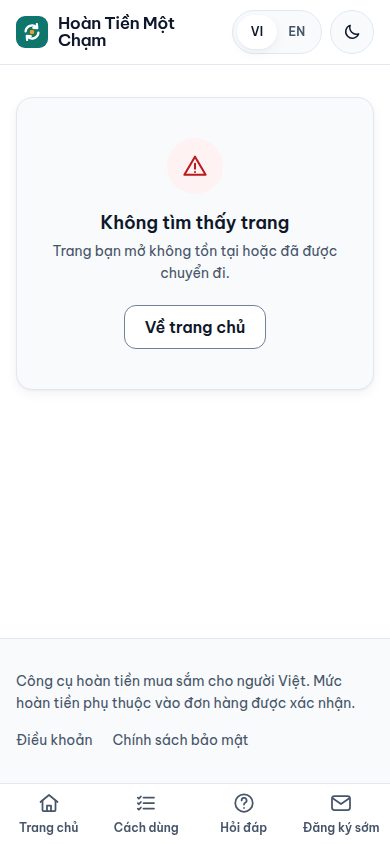 Hoàn Tiền Một
Chạm
VI EN
Không tìm thấy trang
Trang bạn mở không tồn tại hoặc đã được
chuyển đi.
Về trang chủ
Công cụ hoàn tiền mua sắm cho người Việt. Mức
hoàn tiền phụ thuộc vào đơn hàng được xác nhận.
Điều khoản Chính sách bảo mật
Trang chủ Cách dùng Hỏi đáp Đăng ký sớm